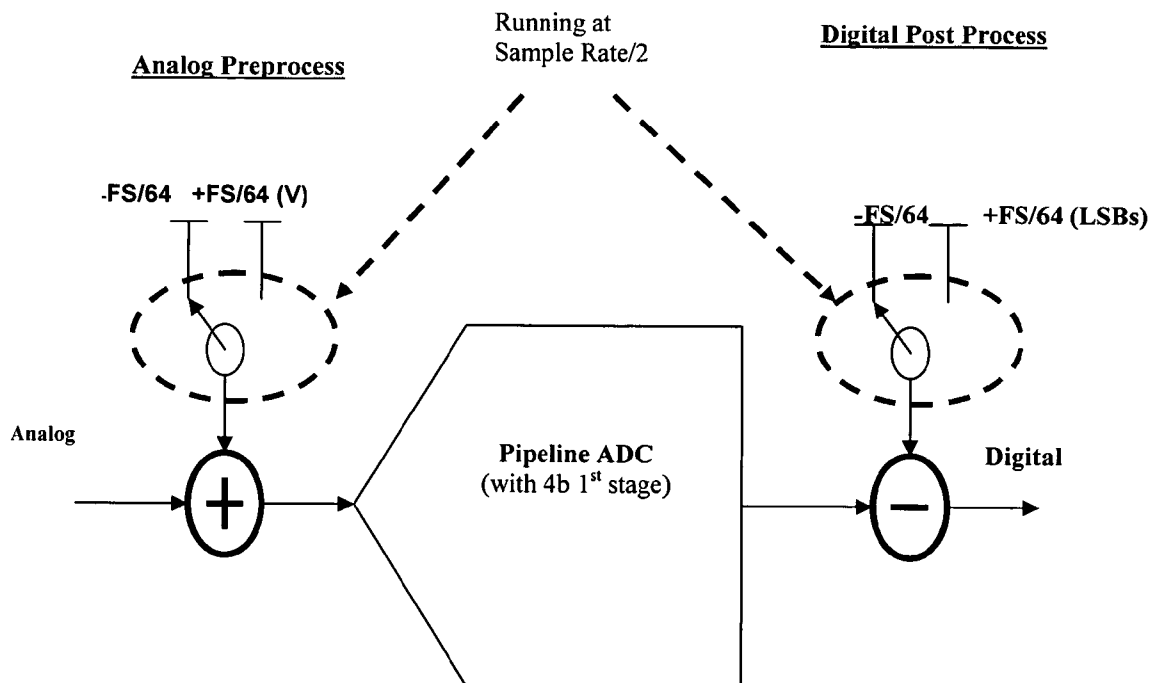 Running at
Sample Rate/2
Digital Post Process
Analog Preprocess
-FS/64 +FS/64 (V)
-FS/64 +FS/64 (LSBs)
Analog
+
Pipeline ADC
(with 4b 1st stage)
Digital
−